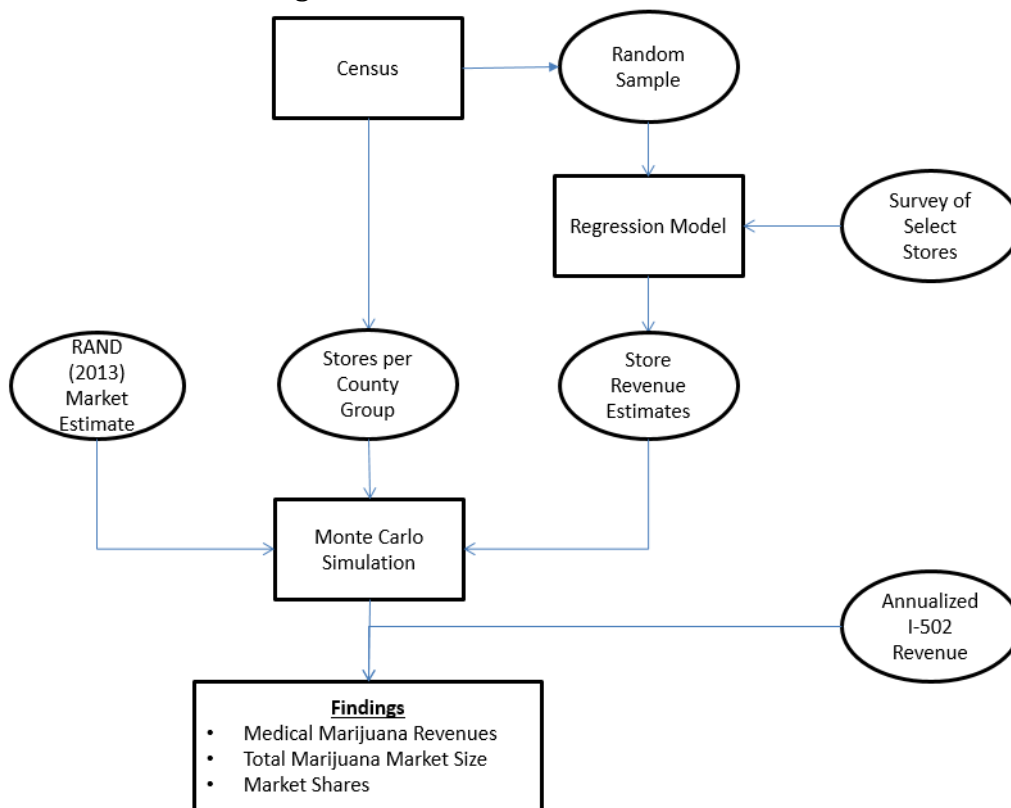 Census
Random
Sample
Regression Model
Survey of
Select
Stores
RAND
(2013)
Market
Estimate
Stores per
County
Group
Store
Revenue
Estimates
Monte Carlo
Simulation
Annualized
I-502
Revenue
Findings
• Medical Marijuana Revenues
• Total Marijuana Market Size
• Market Shares